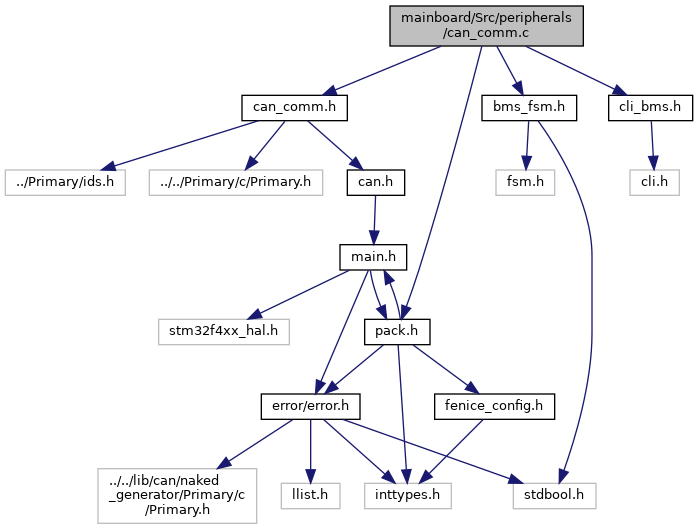 mainboard/Src/peripherals
/can_comm.c
can_comm.h
bms_fsm.h
cli_bms.h
../Primary/ids.h
../../Primary/c/Primary.h
can.h
fsm.h
cli.h
main.h
stm32f4xx_hal.h
pack.h
error/error.h
fenice_config.h
../../lib/can/naked
_generator/Primary/c
/Primary.h
llist.h
inttypes.h
stdbool.h